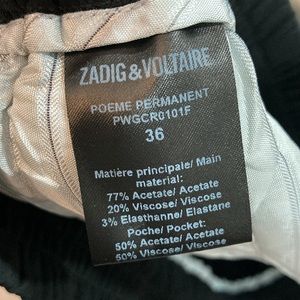 ZADIG & VOLTAIRE
POEME PERMANENT
PWGCR0101F
36
Matière principale/ Main
material:
77% Acetate/ Acetate
20% Viscose/ Viscose
3% Elasthanne/ Elastane
Poche/ Pocket:
50% Acetate/ Acetate
50% Viscose/ Viscose